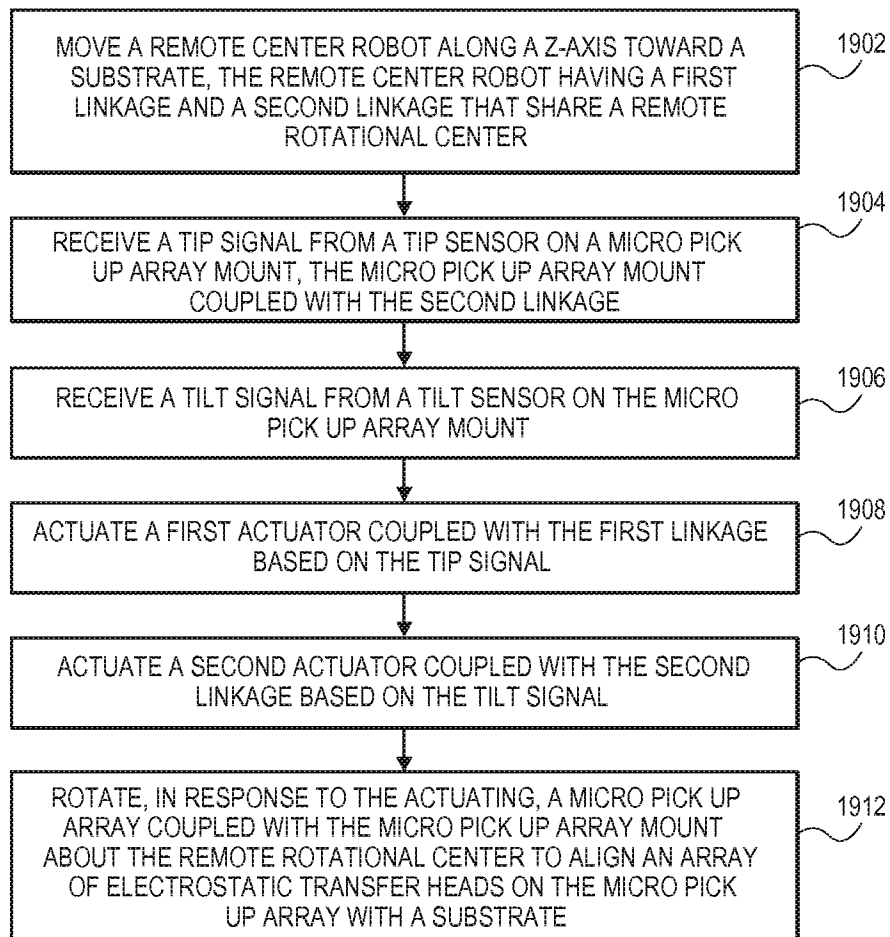 MOVE A REMOTE CENTER ROBOT ALONG A Z-AXIS TOWARD A
SUBSTRATE, THE REMOTE CENTER ROBOT HAVING A FIRST
LINKAGE AND A SECOND LINKAGE THAT SHARE A REMOTE
ROTATIONAL CENTER
1902
RECEIVE A TIP SIGNAL FROM A TIP SENSOR ON A MICRO PICK
UP ARRAY MOUNT, THE MICRO PICK UP ARRAY MOUNT
COUPLED WITH THE SECOND LINKAGE
1904
RECEIVE A TILT SIGNAL FROM A TILT SENSOR ON THE MICRO
PICK UP ARRAY MOUNT
1906
ACTUATE A FIRST ACTUATOR COUPLED WITH THE FIRST LINKAGE
BASED ON THE TIP SIGNAL
1908
ACTUATE A SECOND ACTUATOR COUPLED WITH THE SECOND
LINKAGE BASED ON THE TILT SIGNAL
1910
ROTATE, IN RESPONSE TO THE ACTUATING, A MICRO PICK UP
ARRAY COUPLED WITH THE MICRO PICK UP ARRAY MOUNT
ABOUT THE REMOTE ROTATIONAL CENTER TO ALIGN AN ARRAY
OF ELECTROSTATIC TRANSFER HEADS ON THE MICRO PICK
UP ARRAY WITH A SUBSTRATE
1912